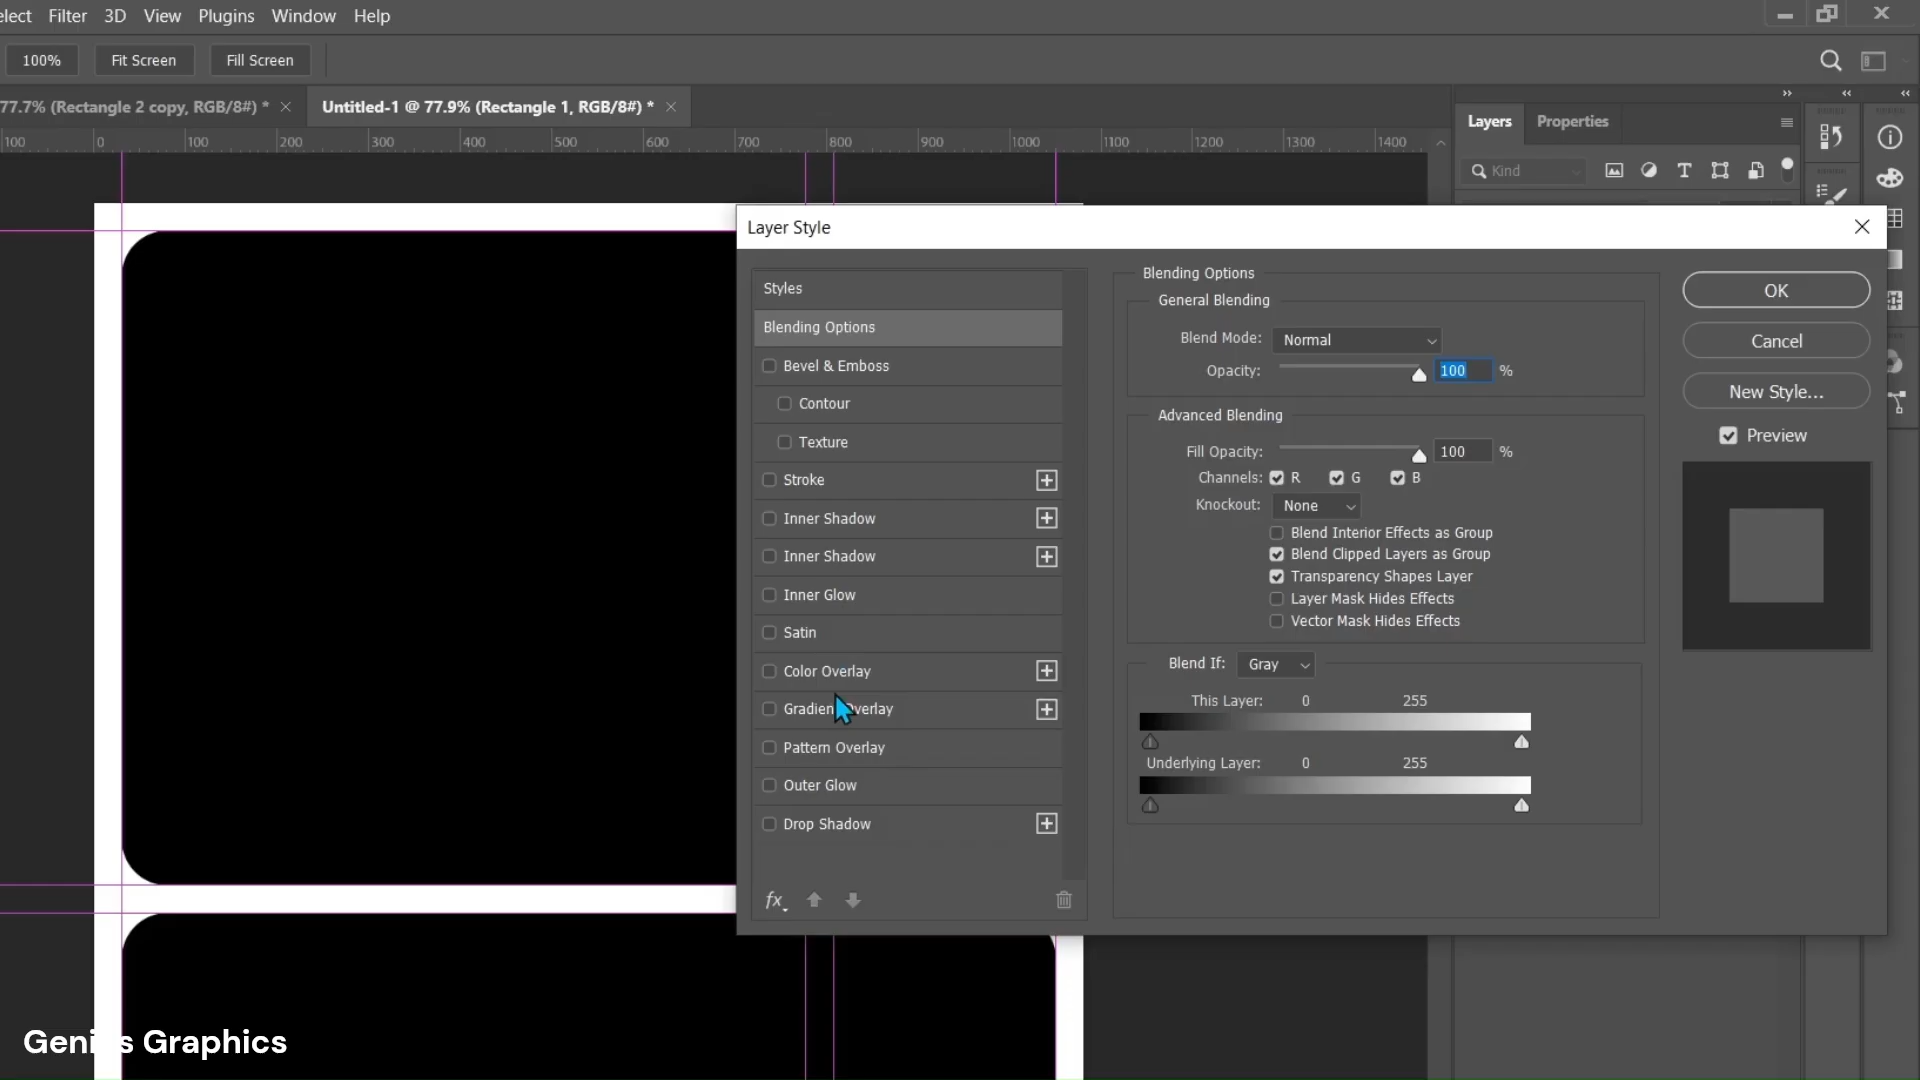 elect Filter 3D View Plugins Window Help
100% Fit Screen Fill Screen
77.7% (Rectangle 2 copy, RGB/8#) * Untitled-1 @ 77.9% (Rectangle 1, RGB/8#) *
100 0 100 200 300 400 500 600 700 800 900 1000 1100 1200 1300 1400
Layers Properties
Kind
Layer Style
Styles
Blending Options
Bevel & Emboss
Contour
Texture
Stroke
Inner Shadow
Inner Shadow
Inner Glow
Satin
Color Overlay
Gradient Overlay
Pattern Overlay
Outer Glow
Drop Shadow
fx
Blending Options
General Blending
Blend Mode: Normal
Opacity: 100 %
Advanced Blending
Fill Opacity: 100 %
Channels: R G B
Knockout: None
Blend Interior Effects as Group
Blend Clipped Layers as Group
Transparency Shapes Layer
Layer Mask Hides Effects
Vector Mask Hides Effects
Blend If: Gray
This Layer: 0 255
Underlying Layer: 0 255
OK
Cancel
New Style...
Preview
Genius Graphics